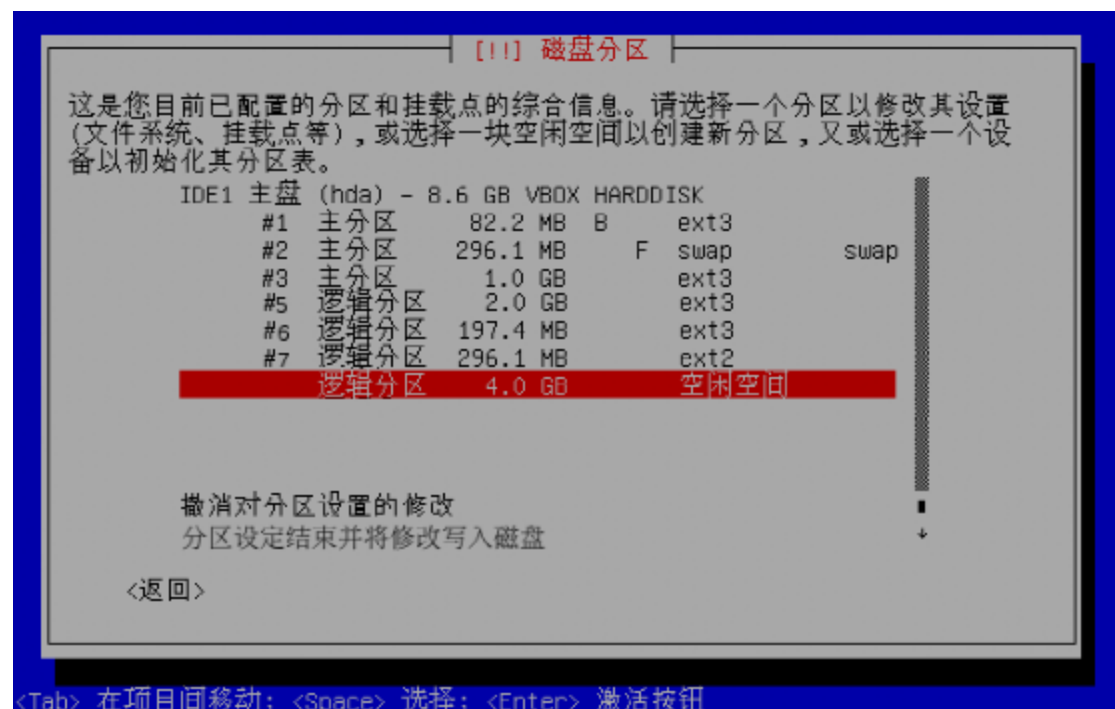 [!!] 磁盘分区
这是您目前已配置的分区和挂载点的综合信息。请选择一个分区以修改其设置
(文件系统、挂载点等)，或选择一块空闲空间以创建新分区，又或选择一个设
备以初始化其分区表。
IDE1 主盘 (hda) - 8.6 GB VBOX HARDDISK
#1 主分区 82.2 MB B ext3
#2 主分区 296.1 MB F swap swap
#3 主分区 1.0 GB ext3
#5 逻辑分区 2.0 GB ext3
#6 逻辑分区 197.4 MB ext3
#7 逻辑分区 296.1 MB ext2
逻辑分区 4.0 GB 空闲空间
撤消对分区设置的修改
分区设定结束并将修改写入磁盘
<返回>
<Tab> 在项目间移动; <Space> 选择; <Enter> 激活按钮